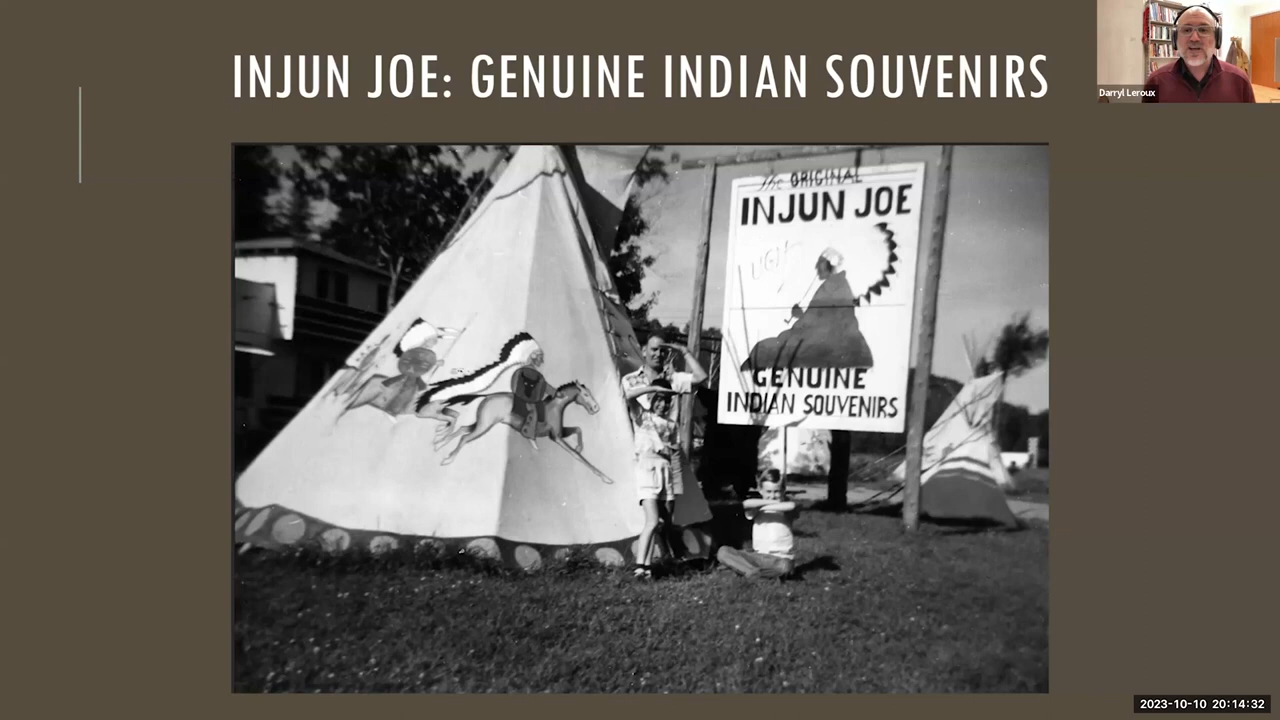 INJUN JOE: GENUINE INDIAN SOUVENIRS
Darryl Leroux
The ORIGINAL
INJUN JOE
UGH
GENUINE
INDIAN SOUVENIRS
2023-10-10 20:14:32